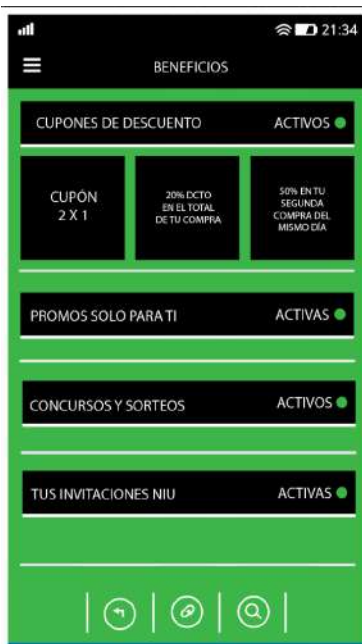 21:34
BENEFICIOS
CUPONES DE DESCUENTO ACTIVOS
CUPÓN
2 X 1
20% DCTO
EN EL TOTAL
DE TU COMPRA
50% EN TU
SEGUNDA
COMPRA DEL
MISMO DÍA
PROMOS SOLO PARA TI ACTIVAS
CONCURSOS Y SORTEOS ACTIVOS
TUS INVITACIONES NIU ACTIVAS